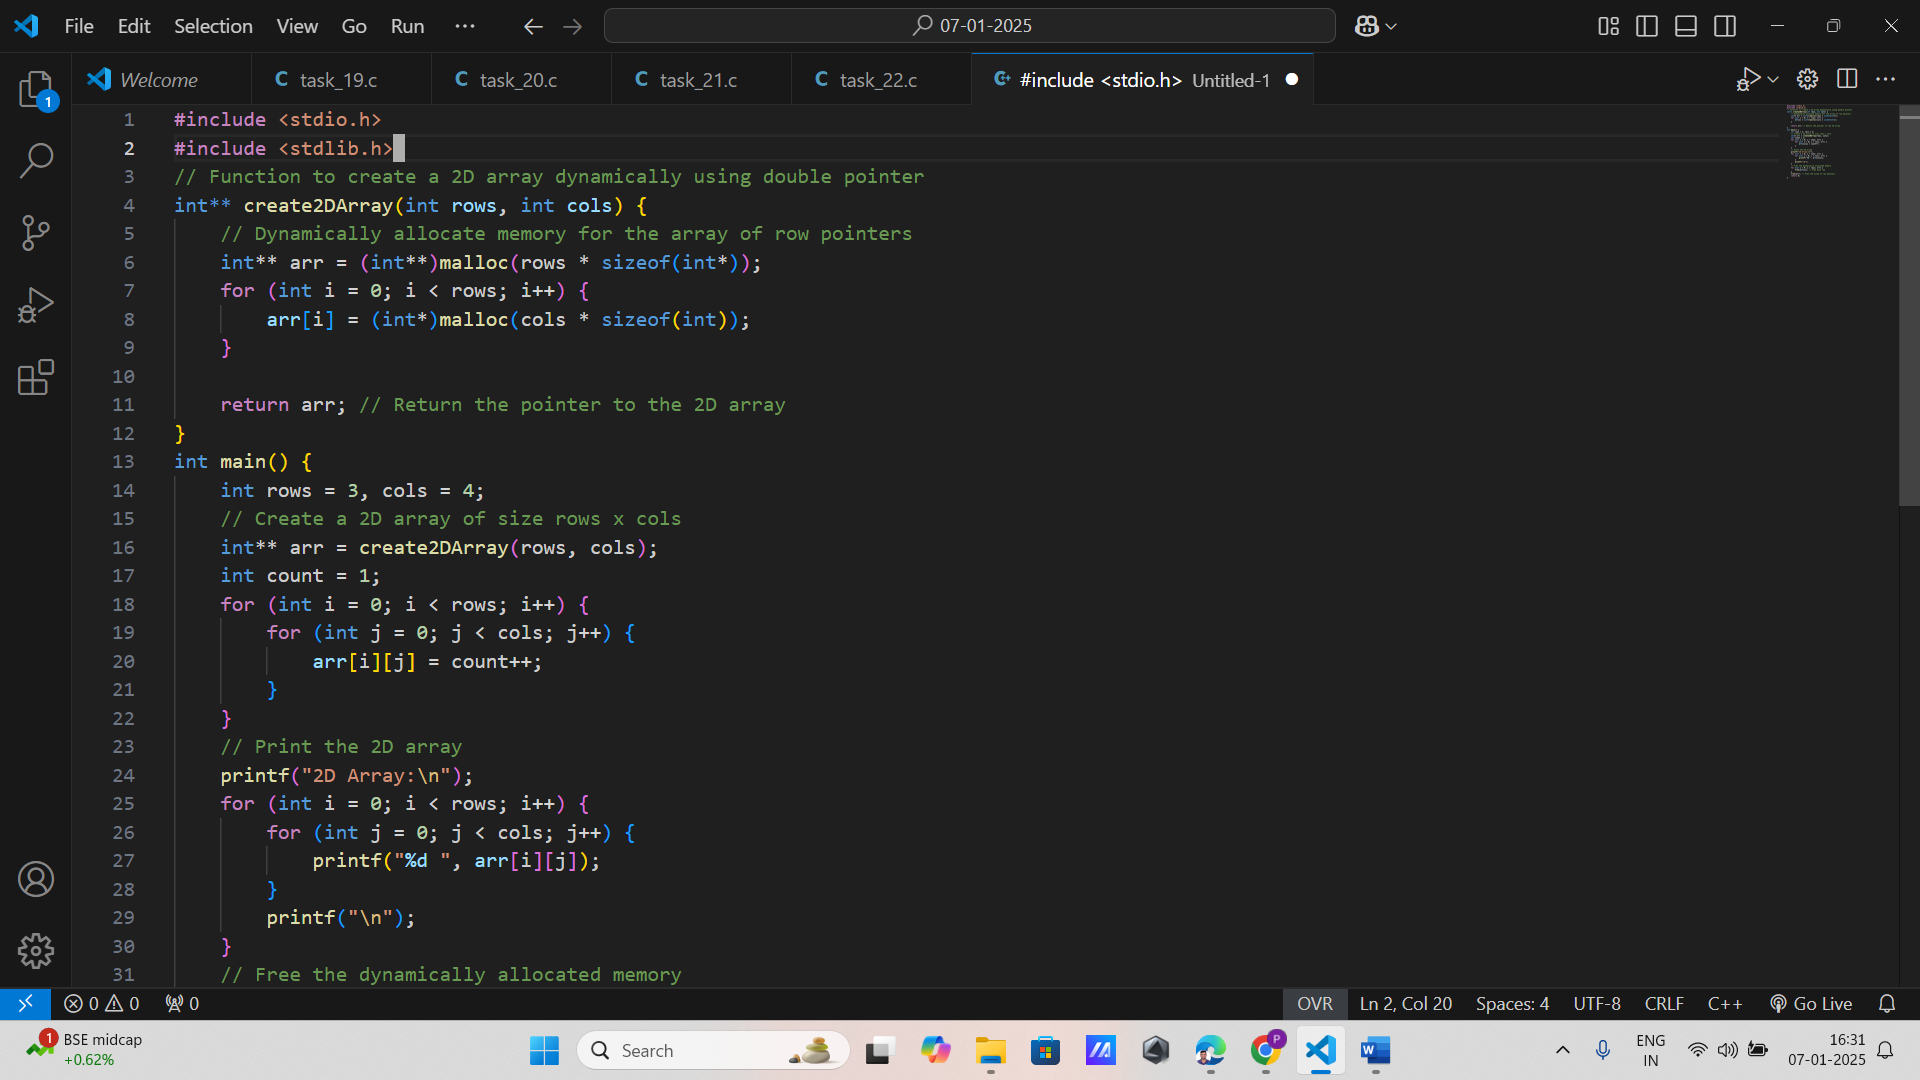 File Edit Selection View Go Run ··· 07-01-2025
Welcome task_19.c task_20.c task_21.c task_22.c #include <stdio.h> Untitled-1
1 #include <stdio.h>
2 #include <stdlib.h>
3 // Function to create a 2D array dynamically using double pointer
4 int** create2DArray(int rows, int cols) {
5     // Dynamically allocate memory for the array of row pointers
6     int** arr = (int**)malloc(rows * sizeof(int*));
7     for (int i = 0; i < rows; i++) {
8         arr[i] = (int*)malloc(cols * sizeof(int));
9     }
10
11     return arr; // Return the pointer to the 2D array
12 }
13 int main() {
14     int rows = 3, cols = 4;
15     // Create a 2D array of size rows x cols
16     int** arr = create2DArray(rows, cols);
17     int count = 1;
18     for (int i = 0; i < rows; i++) {
19         for (int j = 0; j < cols; j++) {
20             arr[i][j] = count++;
21         }
22     }
23     // Print the 2D array
24     printf("2D Array:\n");
25     for (int i = 0; i < rows; i++) {
26         for (int j = 0; j < cols; j++) {
27             printf("%d ", arr[i][j]);
28         }
29         printf("\n");
30     }
31     // Free the dynamically allocated memory
0 0 0 OVR Ln 2, Col 20 Spaces: 4 UTF-8 CRLF C++ Go Live
1 BSE midcap
+0.62%
Search
ENG
IN
16:31
07-01-2025